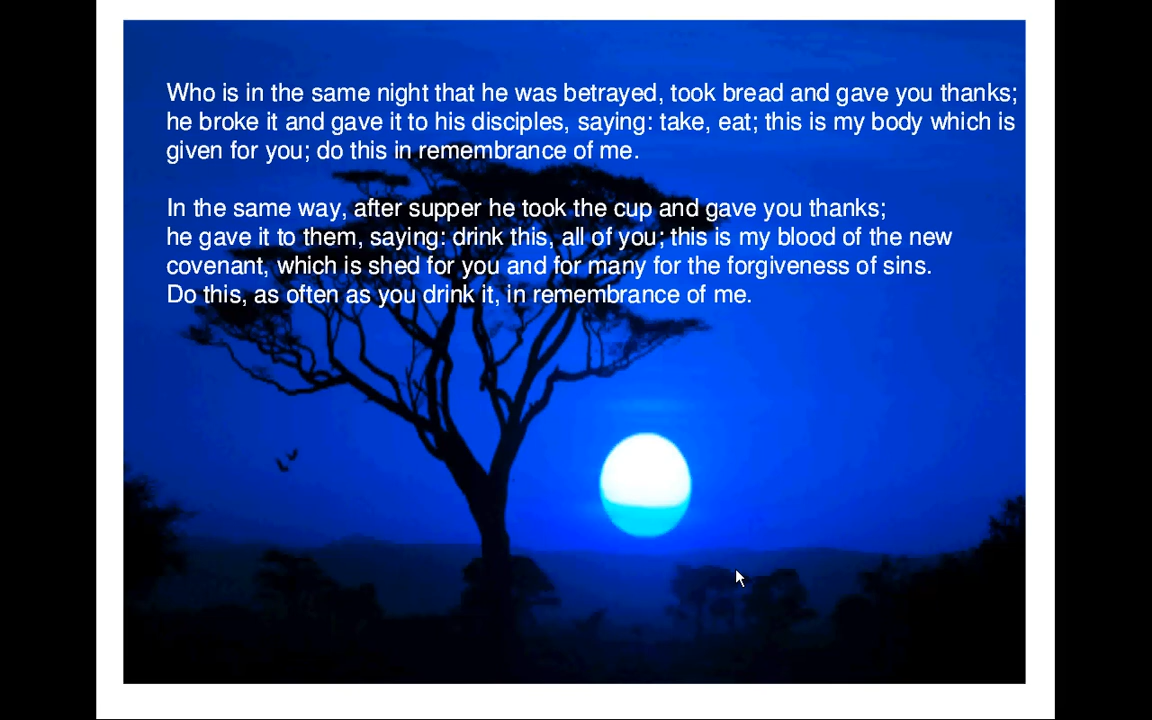 Who is in the same night that he was betrayed, took bread and gave you thanks;
he broke it and gave it to his disciples, saying: take, eat; this is my body which is
given for you; do this in remembrance of me.
In the same way, after supper he took the cup and gave you thanks;
he gave it to them, saying: drink this, all of you; this is my blood of the new
covenant, which is shed for you and for many for the forgiveness of sins.
Do this, as often as you drink it, in remembrance of me.